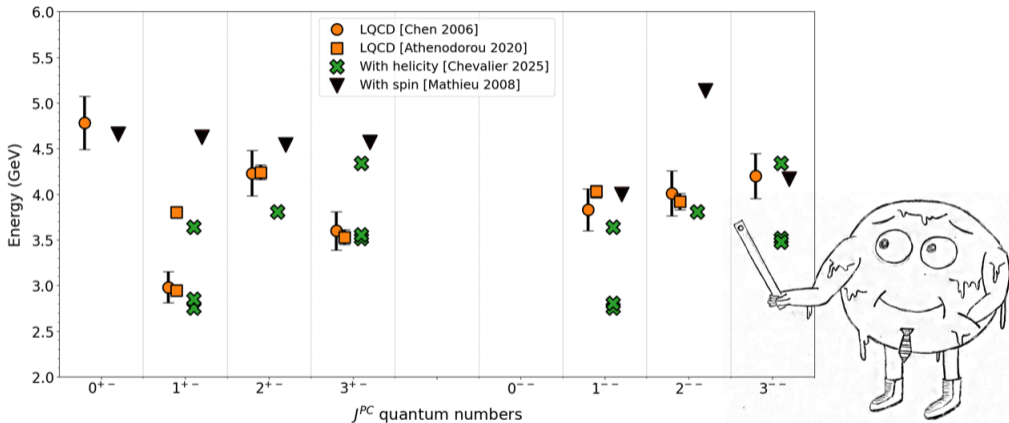 6.0
5.5
5.0
4.5
4.0
3.5
3.0
2.5
2.0
Energy (GeV)
LQCD [Chen 2006]
LQCD [Athenodorou 2020]
With helicity [Chevalier 2025]
With spin [Mathieu 2008]
0⁺⁻ 1⁺⁻ 2⁺⁻ 3⁺⁻ 0⁻⁻ 1⁻⁻ 2⁻⁻ 3⁻⁻
Jᴾᶜ quantum numbers